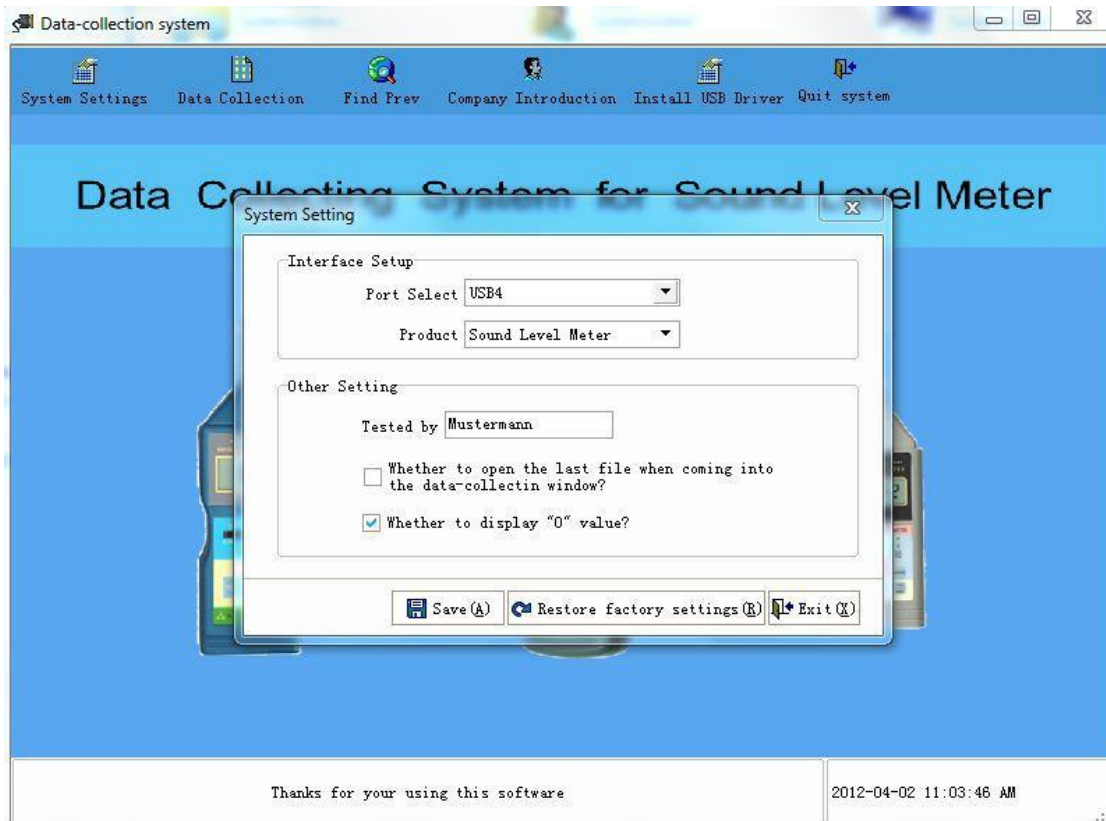 Data-collection system
System Settings Data Collection Find Prev Company Introduction Install USB Driver Quit system
Data Collecting System for Sound Level Meter
System Setting
Interface Setup
Port Select USB4
Product Sound Level Meter
Other Setting
Tested by Mustermann
Whether to open the last file when coming into
the data-collectin window?
Whether to display "0" value?
Save(A) Restore factory settings(R) Exit(X)
Thanks for your using this software 2012-04-02 11:03:46 AM